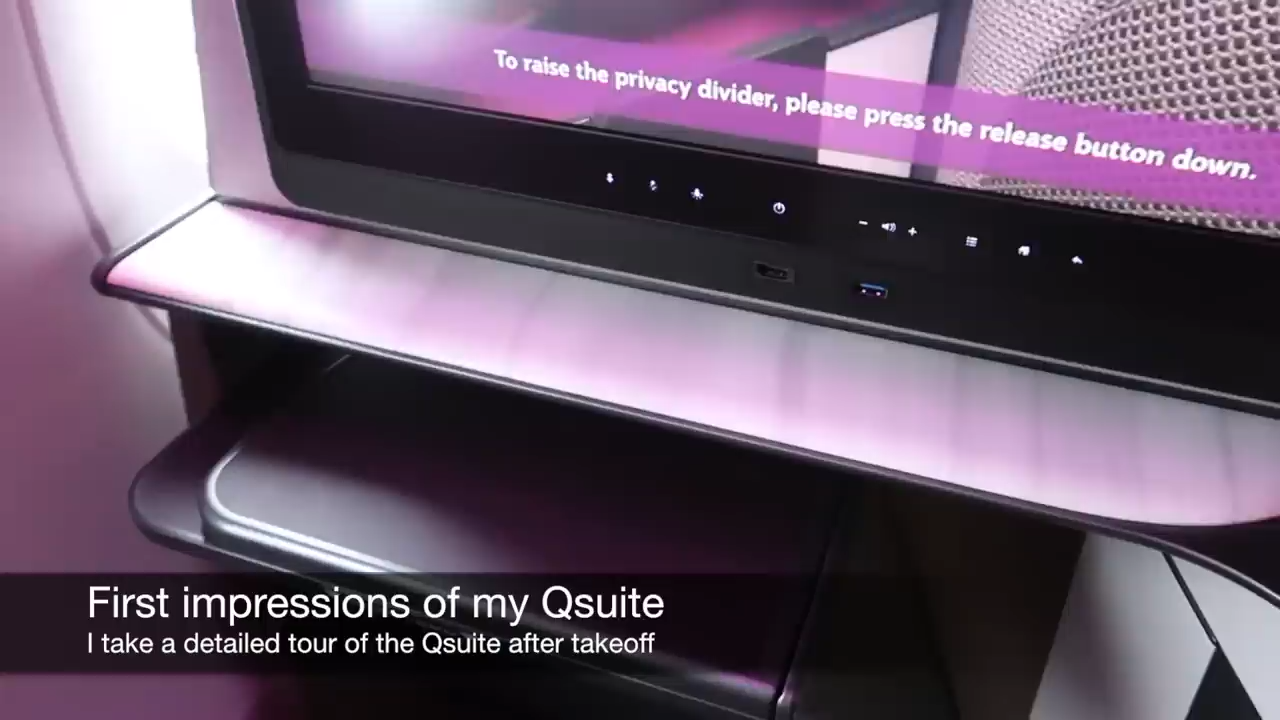 To raise the privacy divider, please press the release button down.
First impressions of my Qsuite
I take a detailed tour of the Qsuite after takeoff